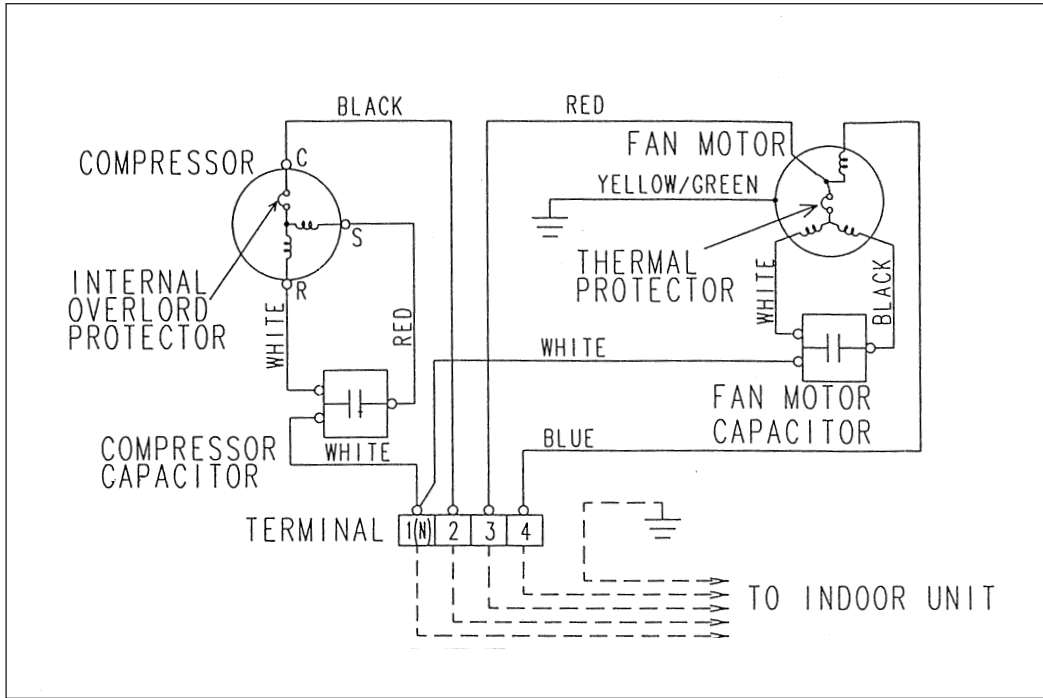 BLACK
RED
COMPRESSOR
C
FAN MOTOR
YELLOW/GREEN
S
INTERNAL
OVERLORD
PROTECTOR
R
THERMAL
PROTECTOR
WHITE
RED
WHITE
BLACK
WHITE
FAN MOTOR
CAPACITOR
COMPRESSOR
CAPACITOR
WHITE
BLUE
TERMINAL
1(N) 2 3 4
TO INDOOR UNIT